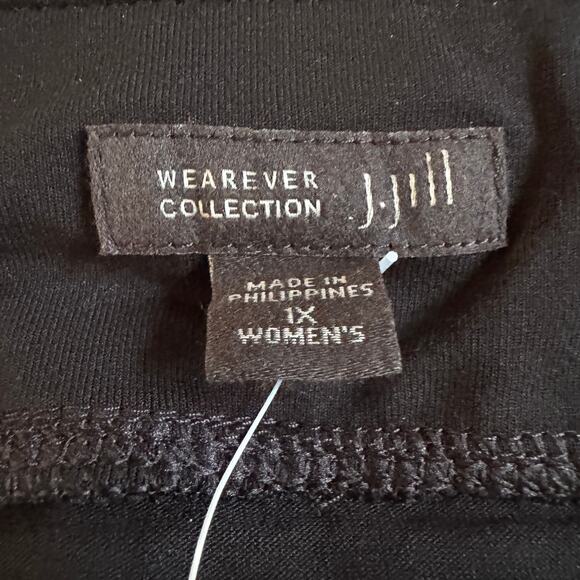 WEAREVER
COLLECTION
J.Jill
MADE IN
PHILIPPINES
1X
WOMEN'S